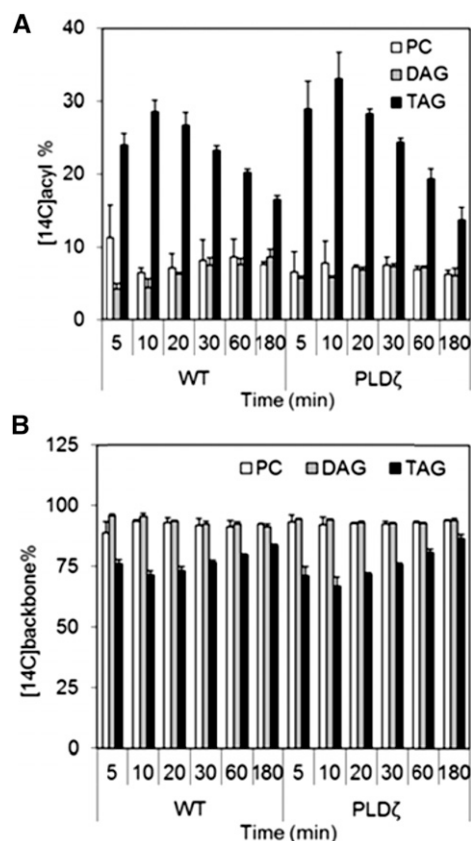 A
40
30
20
10
0
[14C]acyl %
PC
DAG
TAG
5 10 20 30 60 180 5 10 20 30 60 180
WT PLDζ
Time (min)
B
125
100
75
50
25
0
[14C]backbone%
PC DAG TAG
5 10 20 30 60 180 5 10 20 30 60 180
WT PLDζ
Time (min)